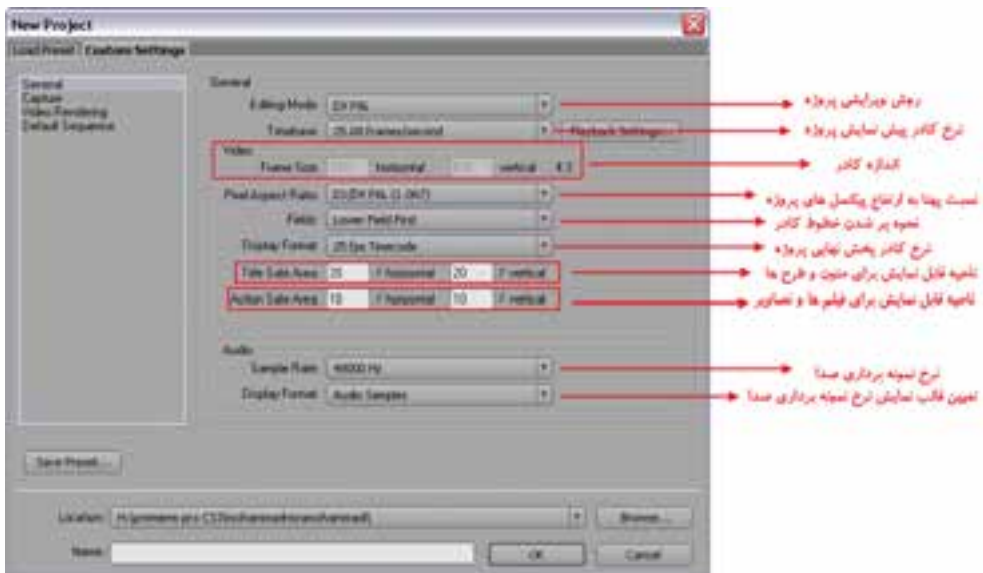 New Project
Load Preset Custom Settings
General
Capture
Video Rendering
Default Sequence
General
Editing Mode: DV PAL
روش ویرایشی پروژه
Timebase: 25.00 frames/second Playback Settings...
نرخ کادر پیش نمایش پروژه
Video
Frame Size: horizontal vertical 4:3
اندازه کادر
Pixel Aspect Ratio: D1/DV PAL (1.067)
نسبت پهنا به ارتفاع پیکسل های پروژه
Fields: Lower Field First
نحوه پر شدن خطوط کادر
Display Format: 25 fps Timecode
نرخ کادر پخش نهایی پروژه
Title Safe Area: 20 % horizontal 20 % vertical
ناحیه قابل نمایش برای متون و طرح ها
Action Safe Area: 10 % horizontal 10 % vertical
ناحیه قابل نمایش برای فیلم ها و تصاویر
Audio
Sample Rate: 48000 Hz
نرخ نمونه برداری صدا
Display Format: Audio Samples
تعیین قالب نمایش نرخ نمونه برداری صدا
Save Preset...
Location: Browse...
Name: OK Cancel